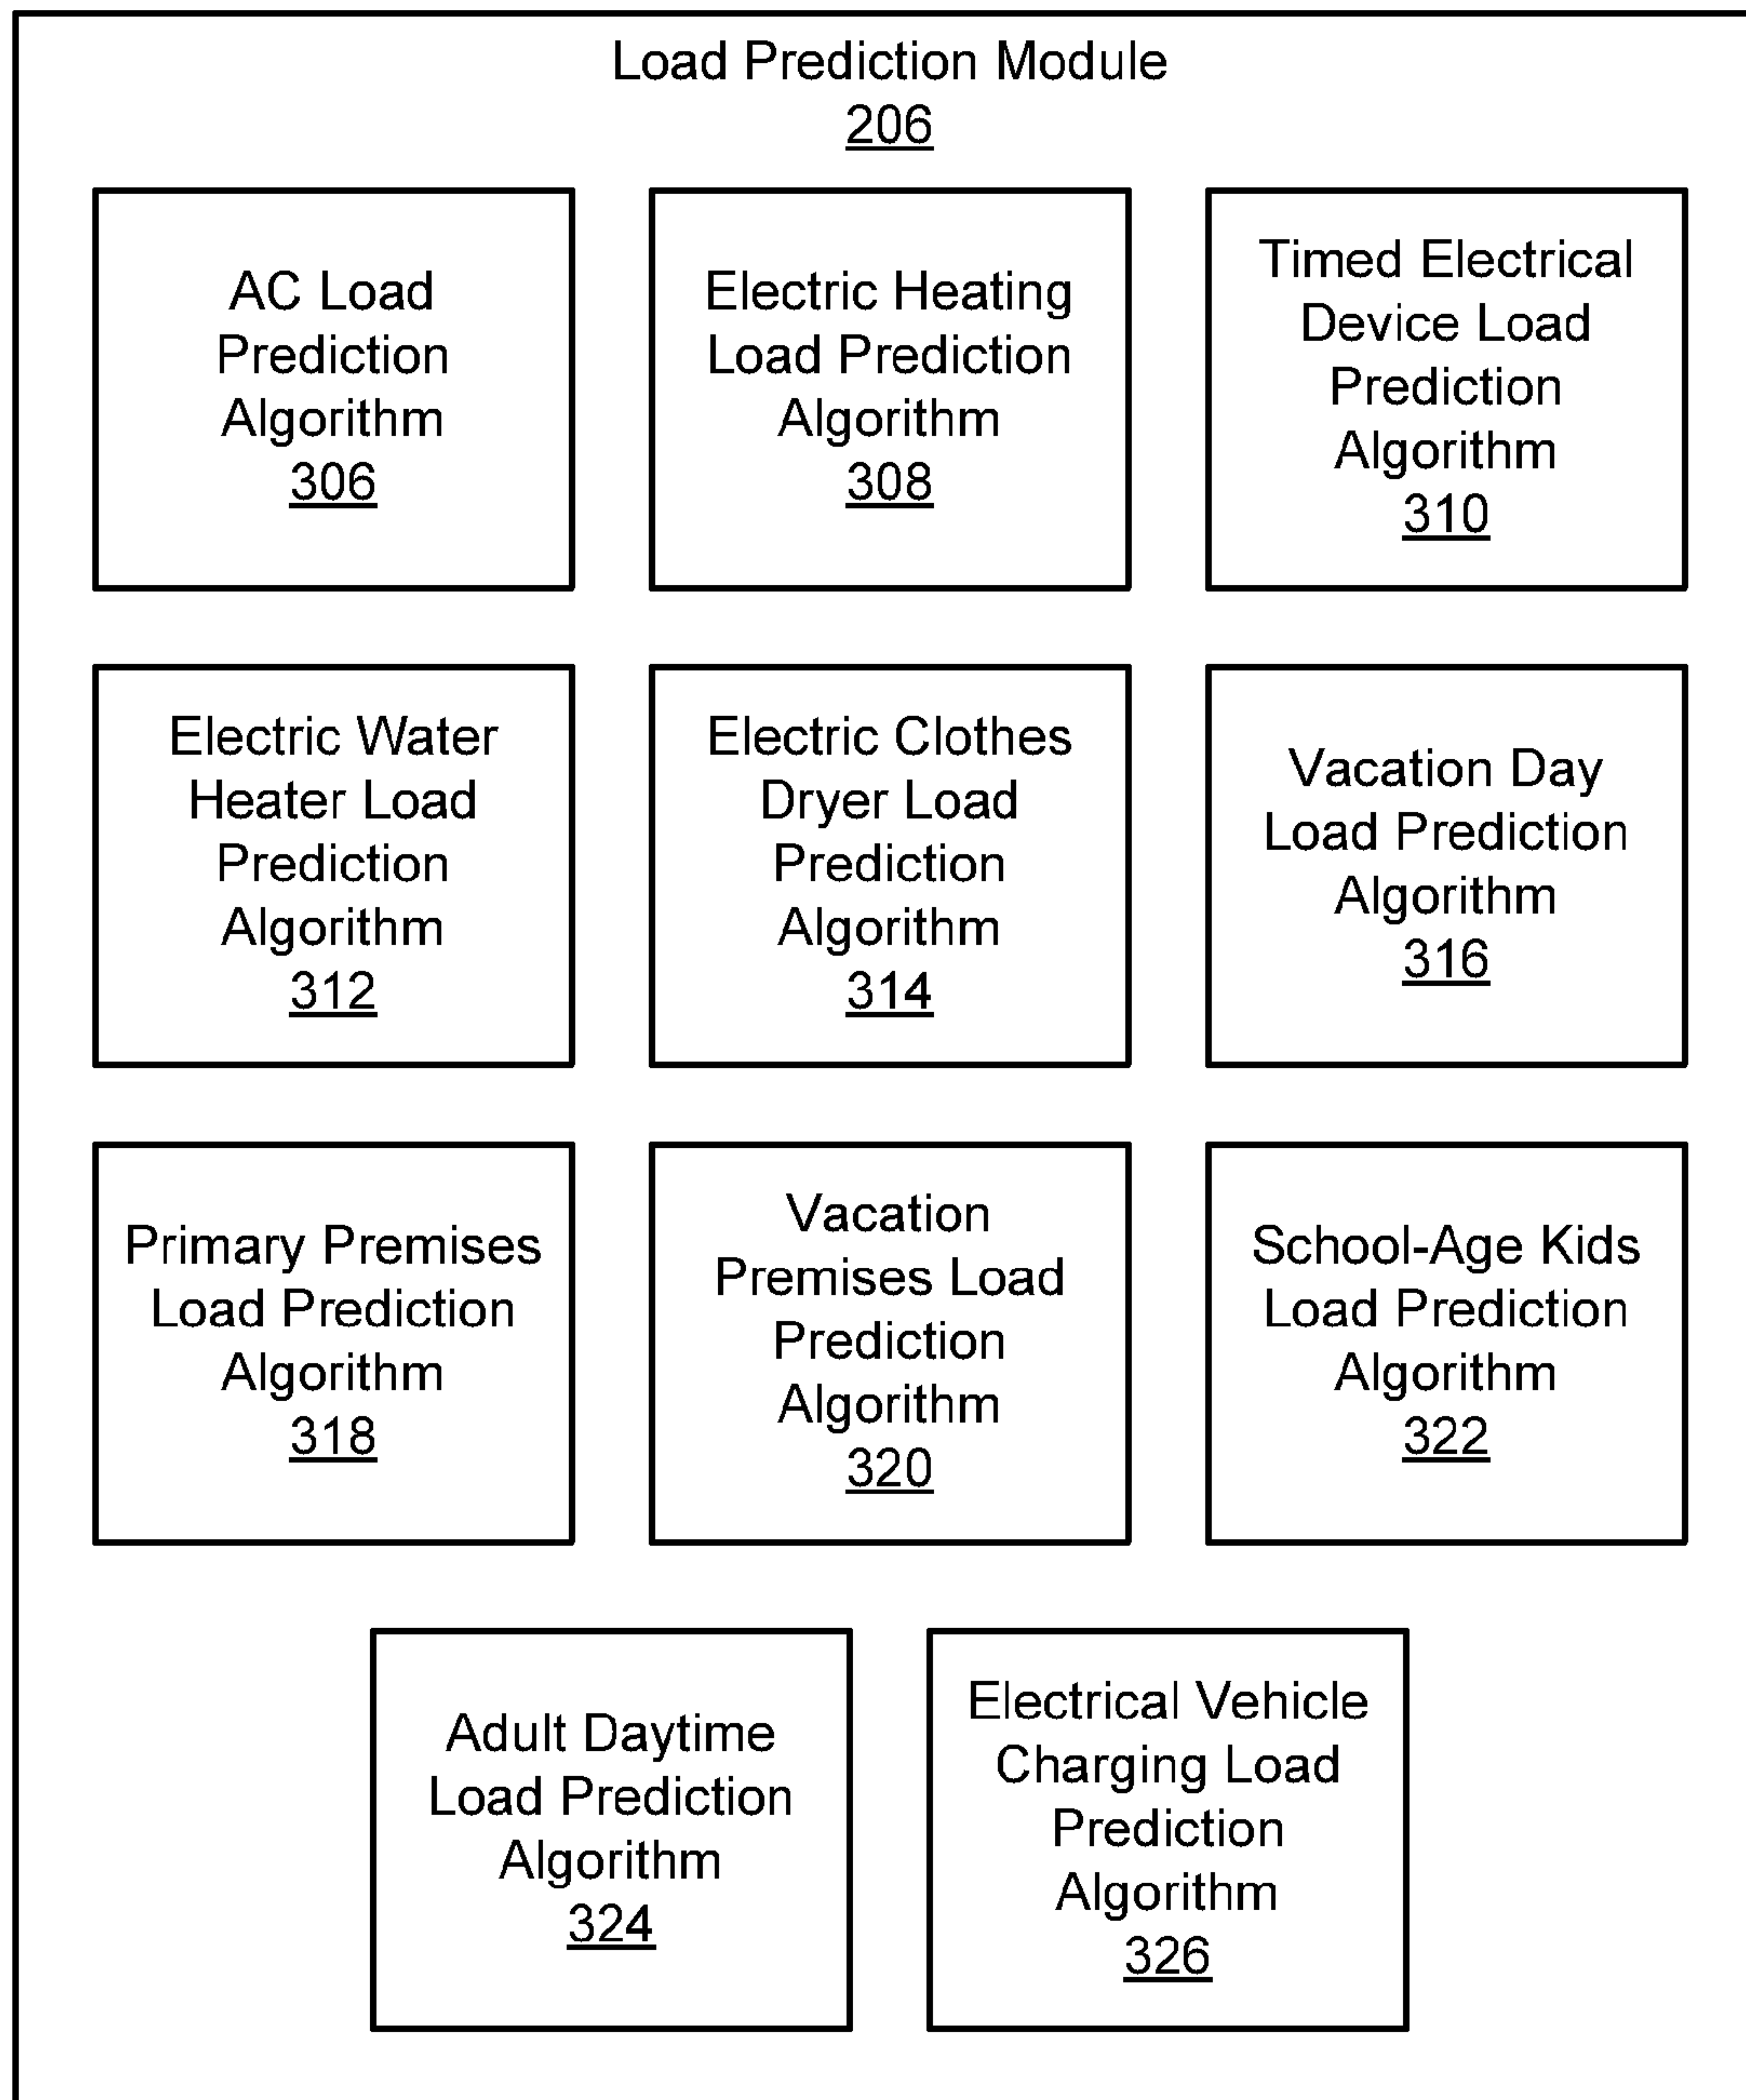 Load Prediction Module
206
AC Load
Prediction
Algorithm
306
Electric Heating
Load Prediction
Algorithm
308
Timed Electrical
Device Load
Prediction
Algorithm
310
Electric Water
Heater Load
Prediction
Algorithm
312
Electric Clothes
Dryer Load
Prediction
Algorithm
314
Vacation Day
Load Prediction
Algorithm
316
Primary Premises
Load Prediction
Algorithm
318
Vacation
Premises Load
Prediction
Algorithm
320
School-Age Kids
Load Prediction
Algorithm
322
Adult Daytime
Load Prediction
Algorithm
324
Electrical Vehicle
Charging Load
Prediction
Algorithm
326